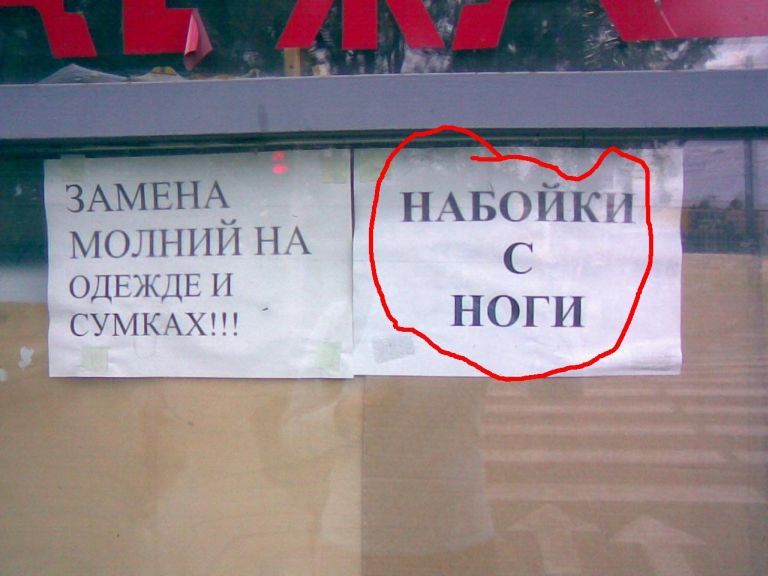 ЗАМЕНА
МОЛНИЙ НА
ОДЕЖДЕ И
СУМКАХ!!!
НАБОЙКИ
С
НОГИ